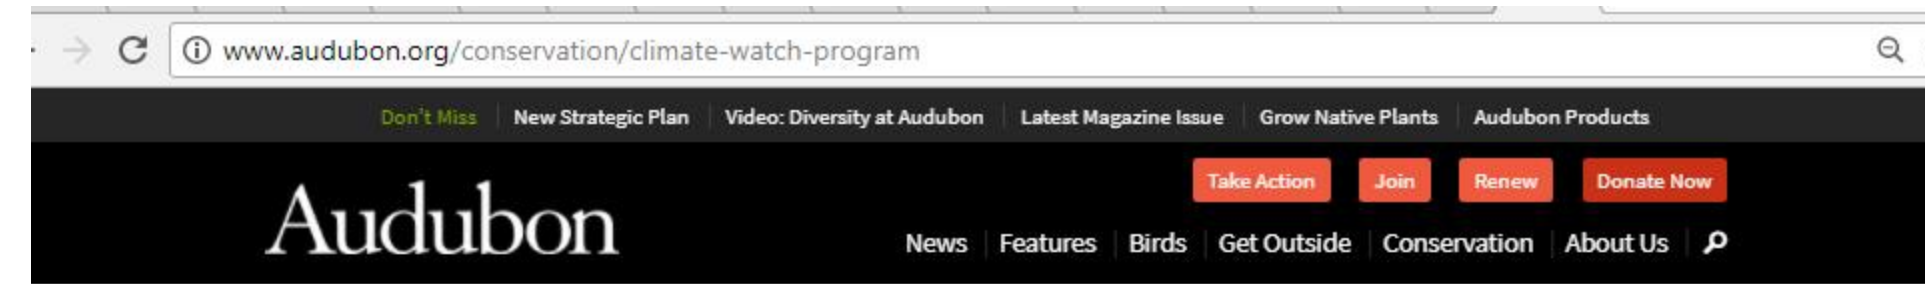 www.audubon.org/conservation/climate-watch-program
Don't Miss New Strategic Plan Video: Diversity at Audubon Latest Magazine Issue Grow Native Plants Audubon Products
Take Action Join Renew Donate Now
Audubon
News Features Birds Get Outside Conservation About Us